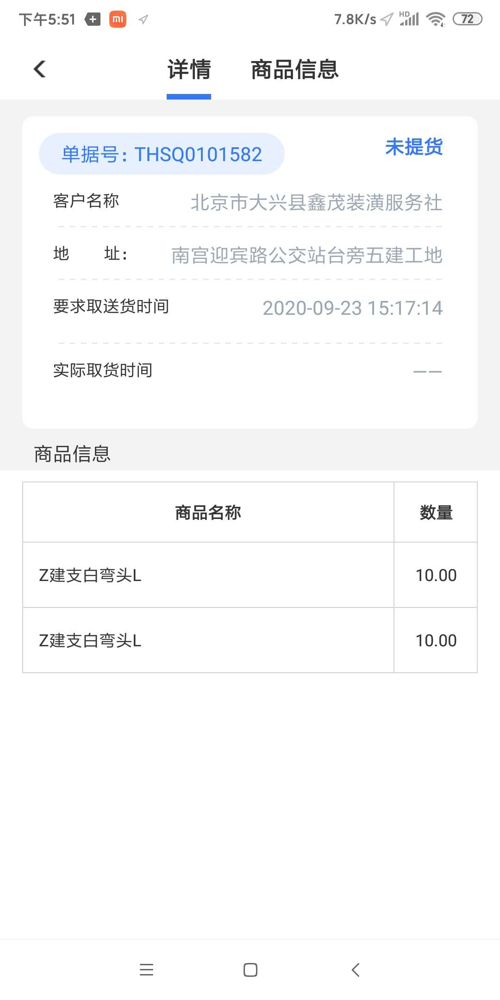 下午5:51 7.8K/s HD 72
详情 商品信息
单据号：THSQ0101582 未提货
客户名称 北京市大兴县鑫茂装潢服务社
地 址： 南宫迎宾路公交站台旁五建工地
要求取送货时间 2020-09-23 15:17:14
实际取货时间 ——
商品信息
商品名称 数量
Z建支白弯头L 10.00
Z建支白弯头L 10.00